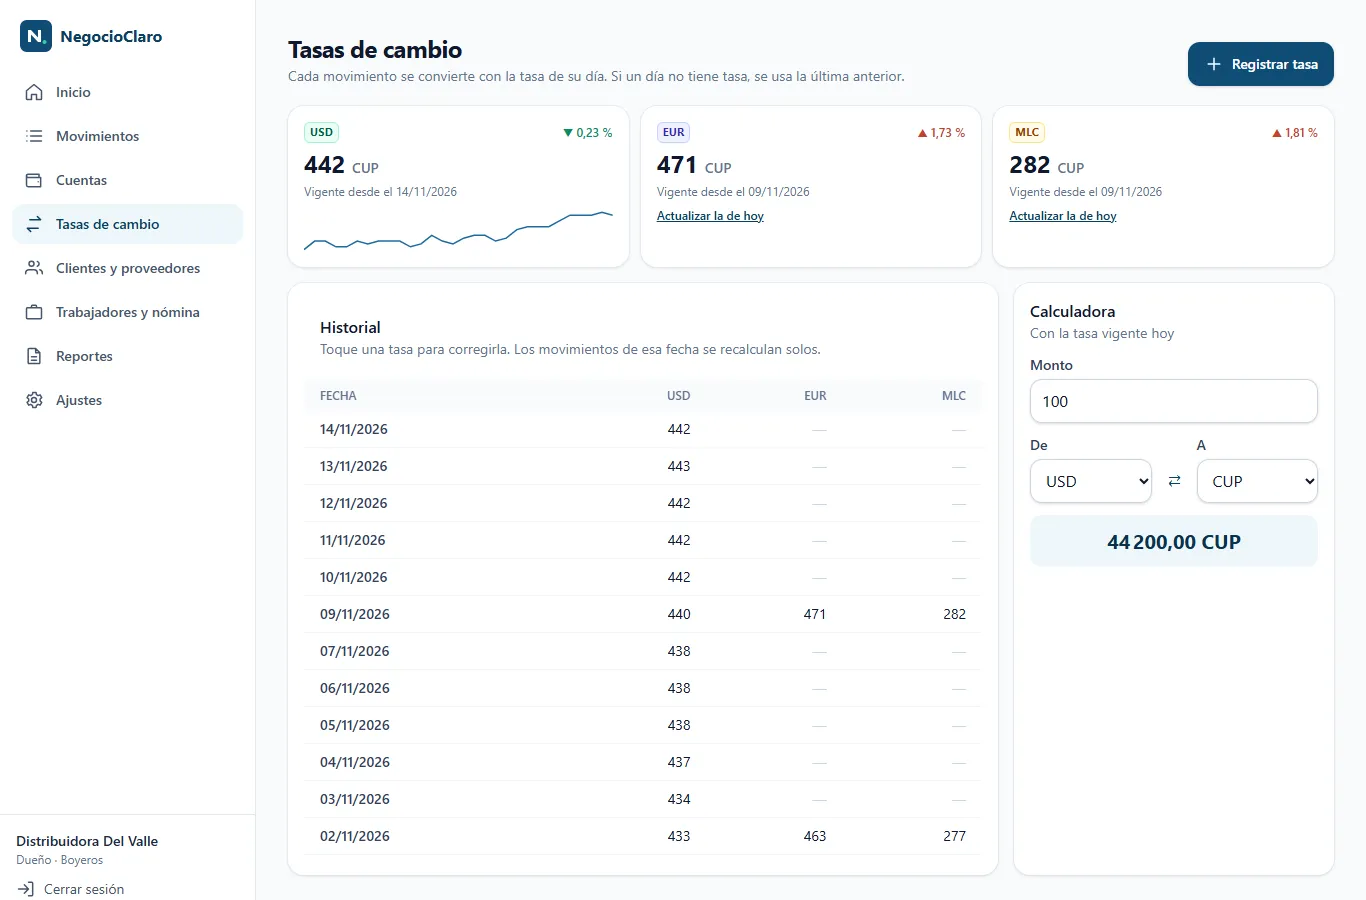 N. NegocioClaro
Inicio
Movimientos
Cuentas
Tasas de cambio
Clientes y proveedores
Trabajadores y nómina
Reportes
Ajustes
Distribuidora Del Valle
Dueño · Boyeros
Cerrar sesión
Tasas de cambio
Cada movimiento se convierte con la tasa de su día. Si un día no tiene tasa, se usa la última anterior.
Registrar tasa
USD ▼ 0,23 %
442 CUP
Vigente desde el 14/11/2026
EUR ▲ 1,73 %
471 CUP
Vigente desde el 09/11/2026
Actualizar la de hoy
MLC ▲ 1,81 %
282 CUP
Vigente desde el 09/11/2026
Actualizar la de hoy
Historial
Toque una tasa para corregirla. Los movimientos de esa fecha se recalculan solos.
FECHA USD EUR MLC
14/11/2026 442 — —
13/11/2026 443 — —
12/11/2026 442 — —
11/11/2026 442 — —
10/11/2026 442 — —
09/11/2026 440 471 282
07/11/2026 438 — —
06/11/2026 438 — —
05/11/2026 438 — —
04/11/2026 437 — —
03/11/2026 434 — —
02/11/2026 433 463 277
Calculadora
Con la tasa vigente hoy
Monto
100
De A
USD CUP
44 200,00 CUP